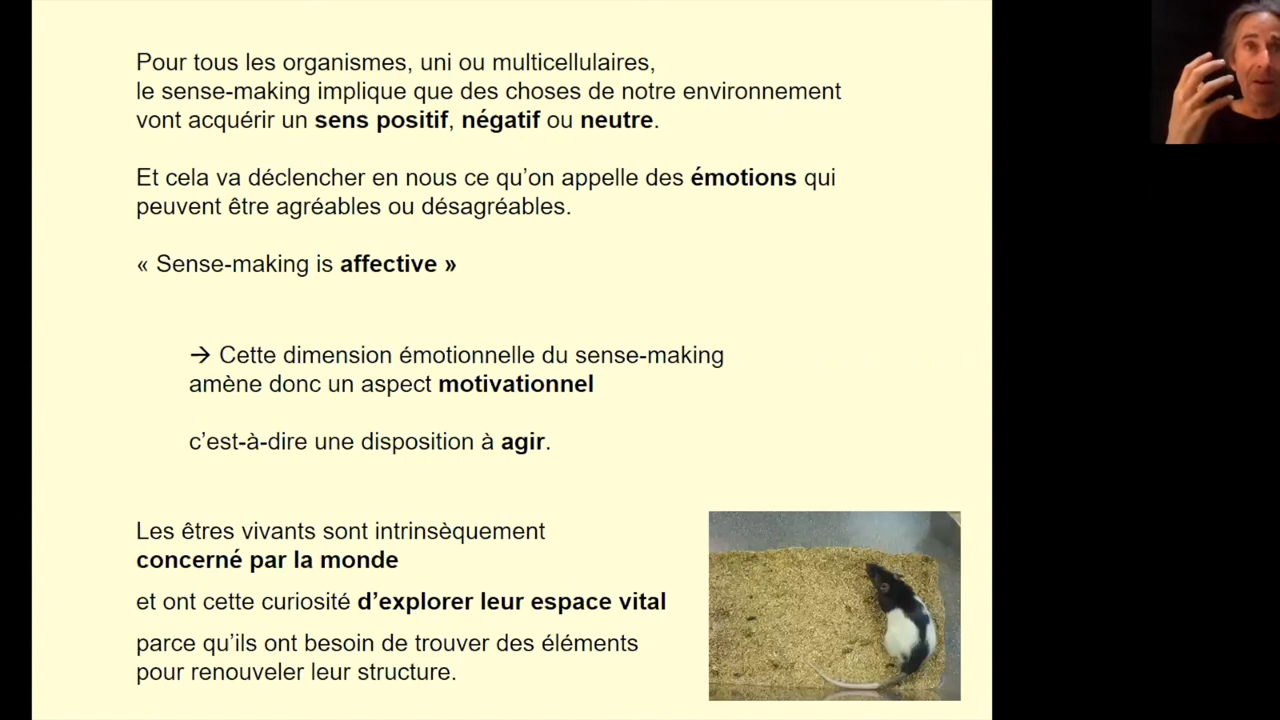 Pour tous les organismes, uni ou multicellulaires,
le sense-making implique que des choses de notre environnement
vont acquérir un sens positif, négatif ou neutre.
Et cela va déclencher en nous ce qu’on appelle des émotions qui
peuvent être agréables ou désagréables.
« Sense-making is affective »
→ Cette dimension émotionnelle du sense-making
amène donc un aspect motivationnel
c’est-à-dire une disposition à agir.
Les êtres vivants sont intrinsèquement
concerné par la monde
et ont cette curiosité d’explorer leur espace vital
parce qu’ils ont besoin de trouver des éléments
pour renouveler leur structure.